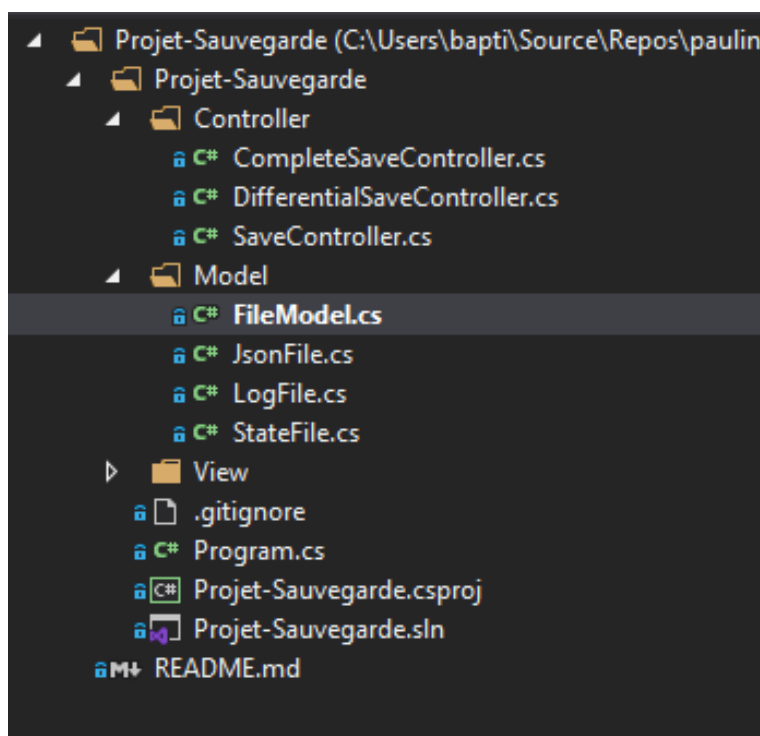 Projet-Sauvegarde (C:\Users\bapti\Source\Repos\paulin
Projet-Sauvegarde
Controller
C# CompleteSaveController.cs
C# DifferentialSaveController.cs
C# SaveController.cs
Model
C# FileModel.cs
C# JsonFile.cs
C# LogFile.cs
C# StateFile.cs
View
.gitignore
C# Program.cs
C# Projet-Sauvegarde.csproj
Projet-Sauvegarde.sln
M↓ README.md